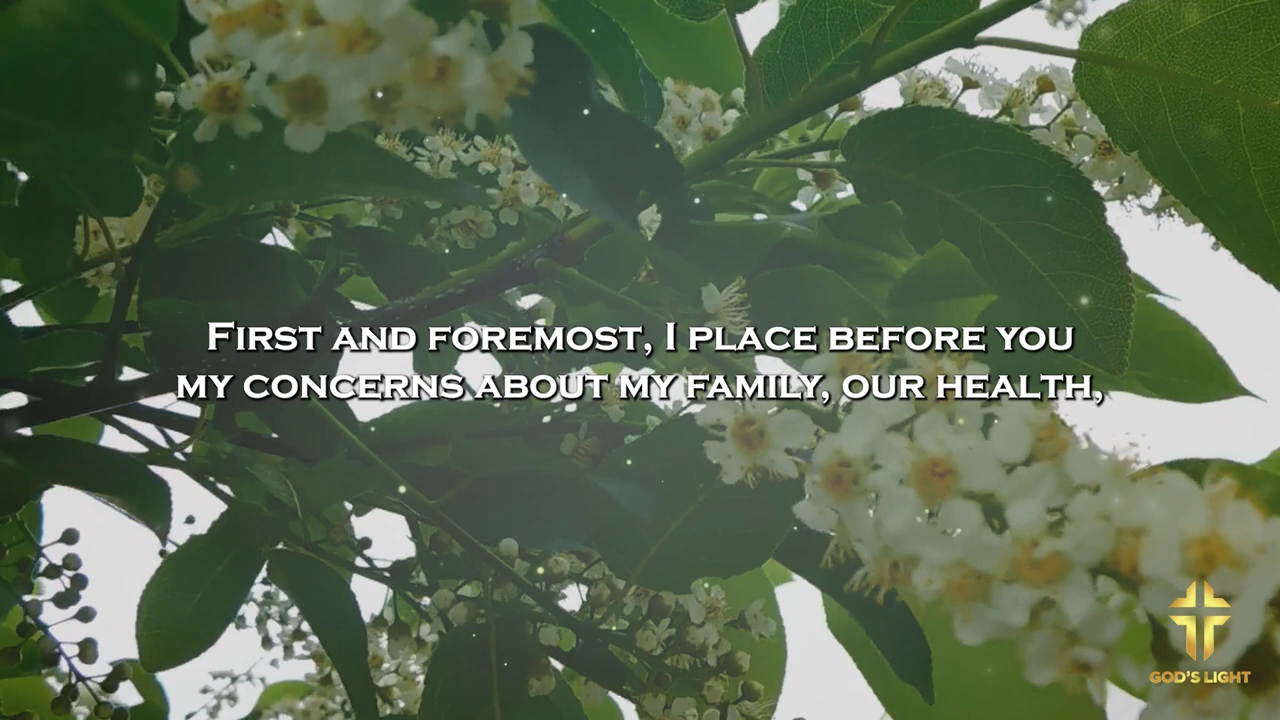 First and foremost, I place before you
my concerns about my family, our health,
GOD'S LIGHT